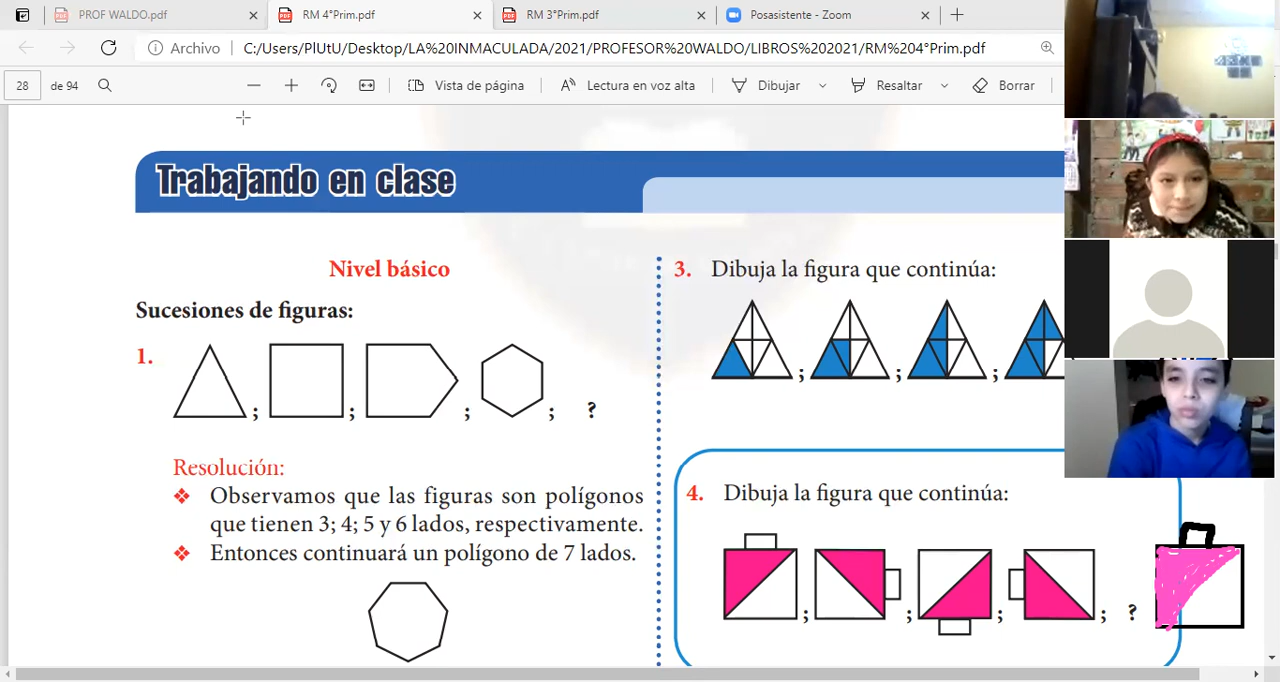 PROF WALDO.pdf
RM 4°Prim.pdf
RM 3°Prim.pdf
Posasistente - Zoom
Archivo
C:/Users/PlUtU/Desktop/LA%20INMACULADA/2021/PROFESOR%20WALDO/LIBROS%202021/RM%204°Prim.pdf
28 de 94
Vista de página
Lectura en voz alta
Dibujar
Resaltar
Borrar
Trabajando en clase
Nivel básico
Sucesiones de figuras:
1.
; ; ; ; ?
Resolución:
❖ Observamos que las figuras son polígonos
que tienen 3; 4; 5 y 6 lados, respectivamente.
❖ Entonces continuará un polígono de 7 lados.
3. Dibuja la figura que continúa:
; ; ;
4. Dibuja la figura que continúa:
; ; ; ; ?